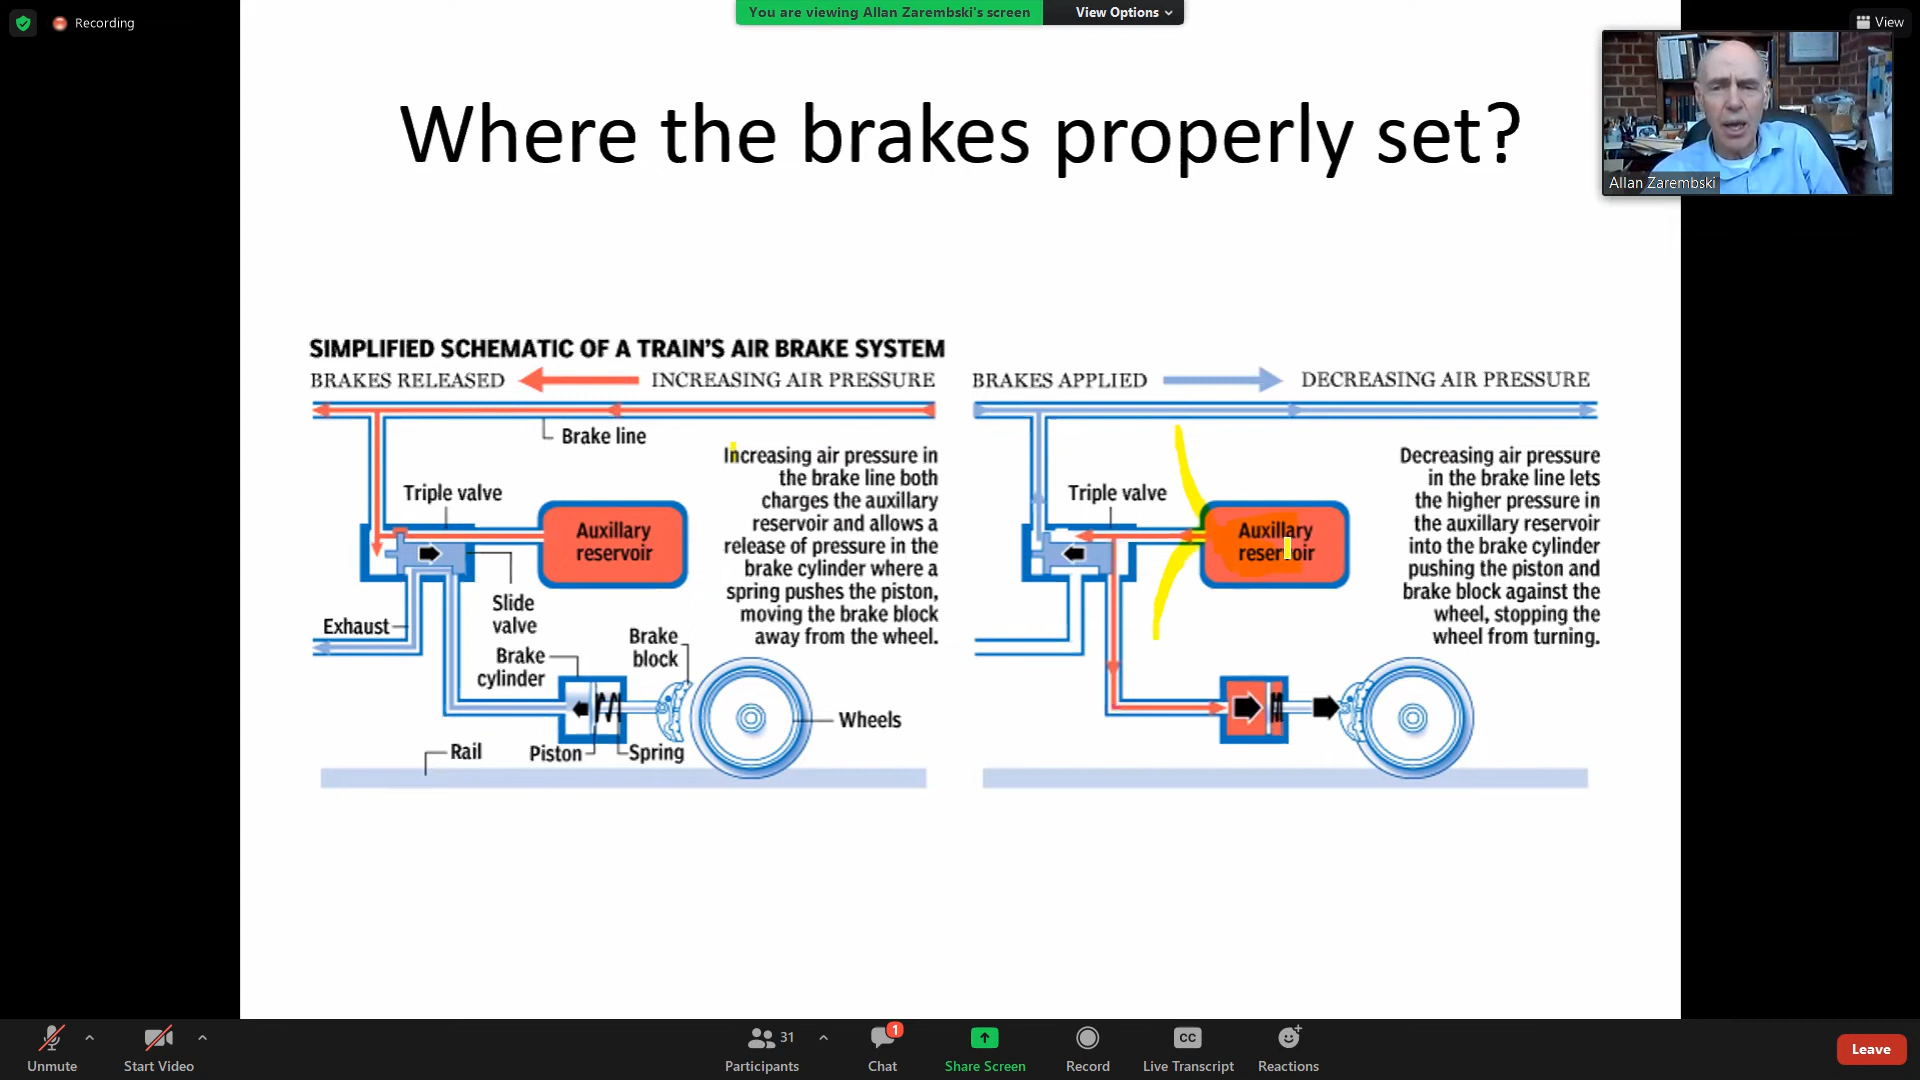 Recording
You are viewing Allan Zarembski's screen
View Options
View
Allan Zarembski
Where the brakes properly set?
SIMPLIFIED SCHEMATIC OF A TRAIN'S AIR BRAKE SYSTEM
BRAKES RELEASED
INCREASING AIR PRESSURE
Brake line
Increasing air pressure in
the brake line both
charges the auxillary
reservoir and allows a
release of pressure in the
brake cylinder where a
spring pushes the piston,
moving the brake block
away from the wheel.
Triple valve
Auxillary
reservoir
Slide
valve
Exhaust
Brake
cylinder
Brake
block
Wheels
Piston
Spring
Rail
BRAKES APPLIED
DECREASING AIR PRESSURE
Triple valve
Auxillary
reservoir
Decreasing air pressure
in the brake line lets
the higher pressure in
the auxillary reservoir
into the brake cylinder
pushing the piston and
brake block against the
wheel, stopping the
wheel from turning.
Unmute
Start Video
31
Participants
1
Chat
Share Screen
Record
CC
Live Transcript
Reactions
Leave